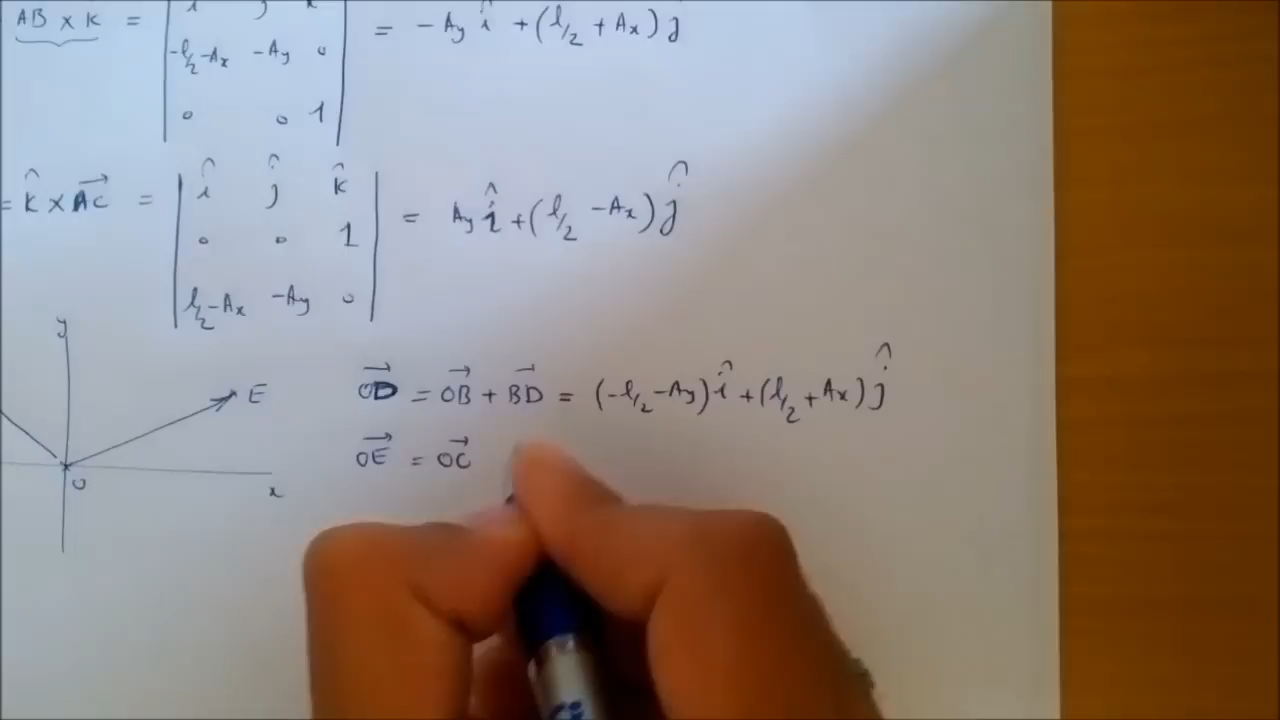 AB x K = | i j k | = - Ay î + (l/2 + Ax) j
-l/2-Ax -Ay 0
0 0 1
= K̂ x AC⃗ = | î ĵ k̂ | = Ay î + (l/2 - Ax) ĵ
0 0 1
l/2-Ax -Ay 0
y
E
O
x
OD⃗ = OB⃗ + BD⃗ = (-l/2 - Ay) î + (l/2 + Ax) ĵ
OE⃗ = OC⃗